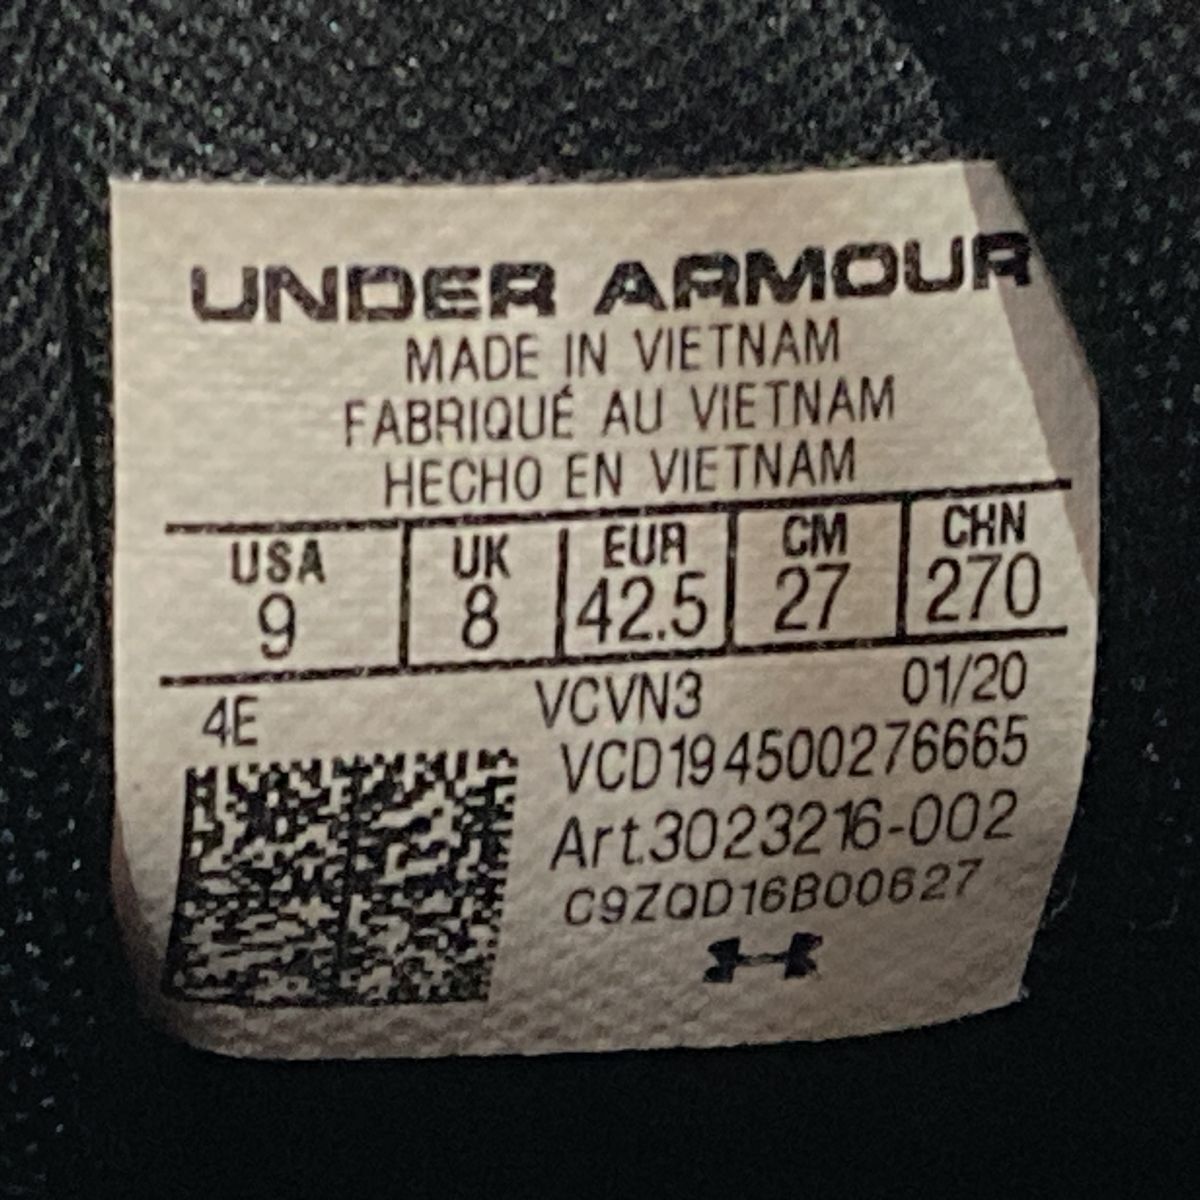 UNDER ARMOUR
MADE IN VIETNAM
FABRIQUÉ AU VIETNAM
HECHO EN VIETNAM
USA UK EUR CM CHN
9 8 42.5 27 270
4E VCVN3 01/20
VCD194500276665
Art.3023216-002
C9ZQD16B00627